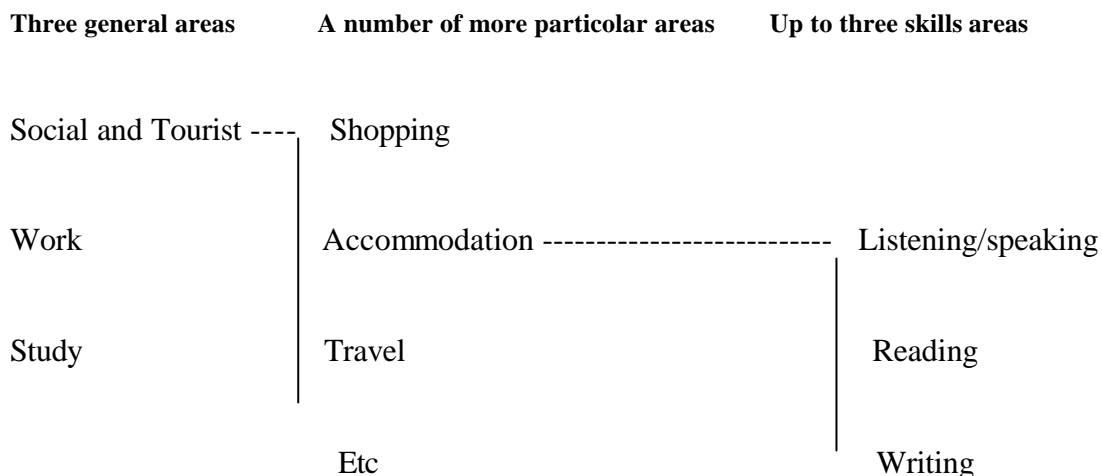 Three general areas A number of more particolar areas Up to three skills areas
Social and Tourist ---- Shopping
Work Accommodation --------------------------- Listening/speaking
Study Travel Reading
Etc Writing